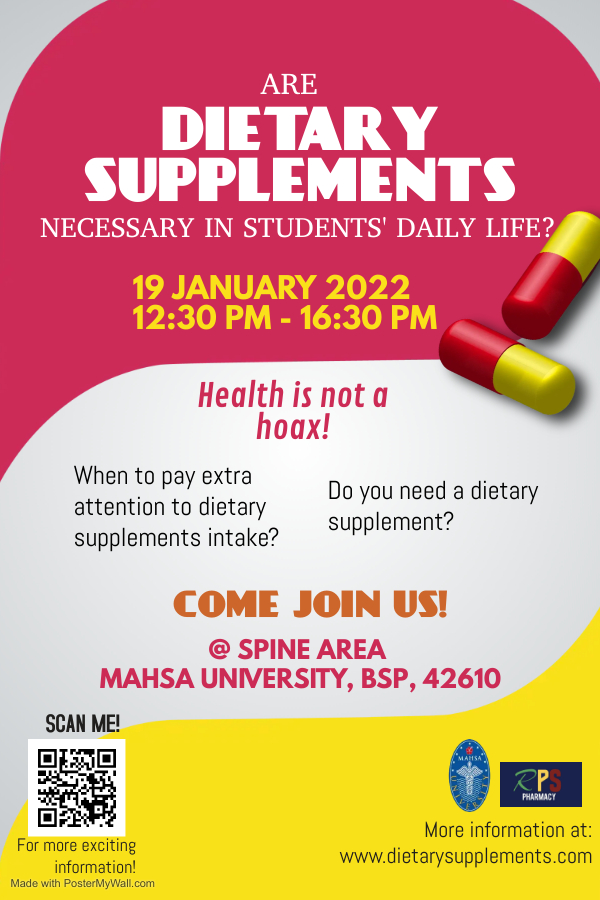 ARE
DIETARY
SUPPLEMENTS
NECESSARY IN STUDENTS' DAILY LIFE?
19 JANUARY 2022
12:30 PM - 16:30 PM
Health is not a
hoax!
When to pay extra
attention to dietary
supplements intake?
Do you need a dietary
supplement?
COME JOIN US!
@ SPINE AREA
MAHSA UNIVERSITY, BSP, 42610
SCAN ME!
For more exciting
information!
Made with PosterMyWall.com
MAHSA
UNIVERSITY
RPS
PHARMACY
More information at:
www.dietarysupplements.com